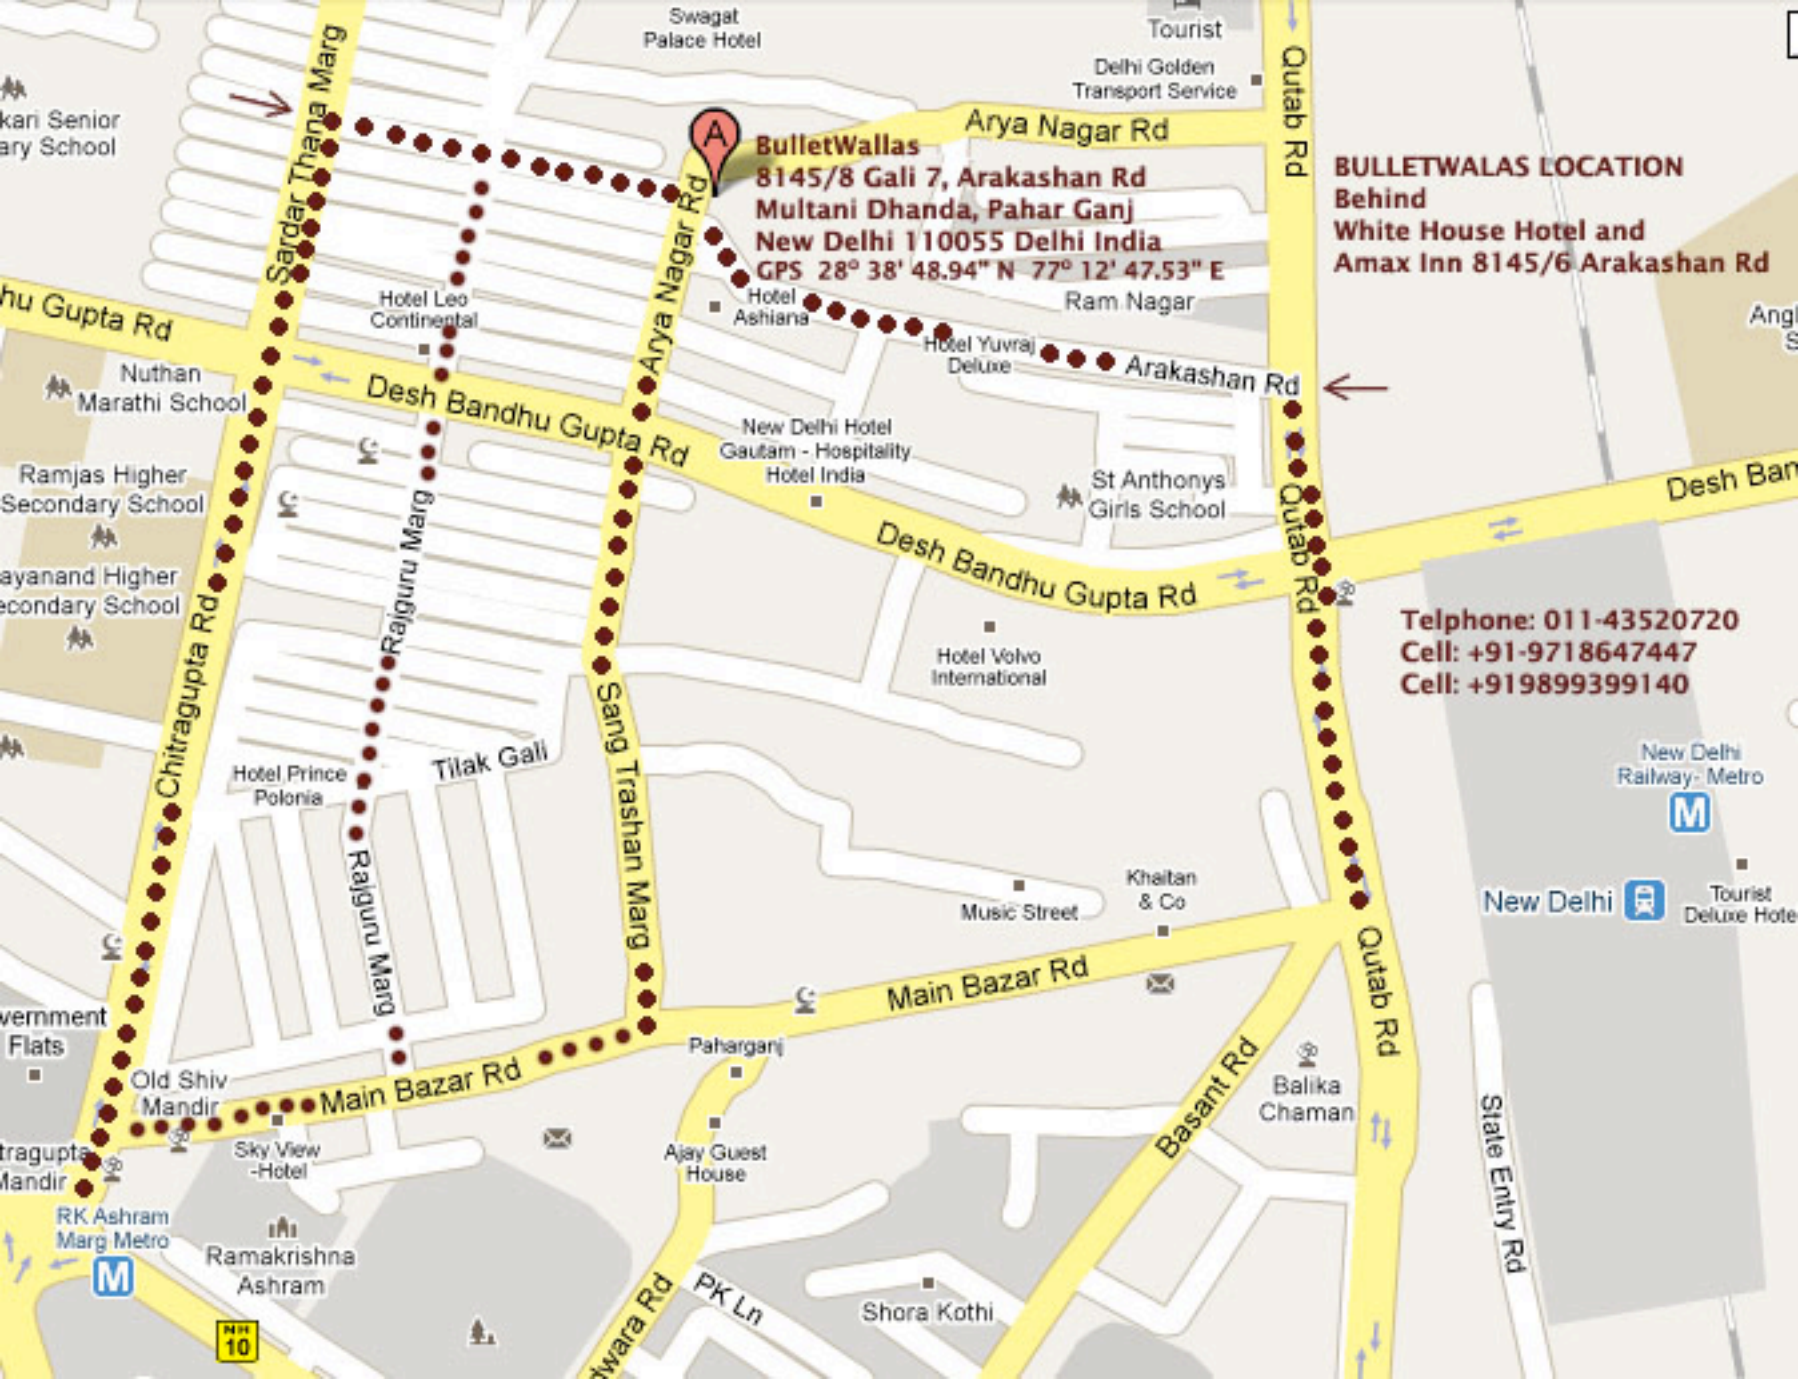 Swagat
Palace Hotel
Tourist
Delhi Golden
Transport Service
Qutab Rd
Sardar Thana Marg
kari Senior
ary School
A
Arya Nagar Rd
BulletWallas
8145/8 Gali 7, Arakashan Rd
Multani Dhanda, Pahar Ganj
New Delhi 110055 Delhi India
GPS 28° 38' 48.94" N 77° 12' 47.53" E
BULLETWALAS LOCATION
Behind
White House Hotel and
Amax Inn 8145/6 Arakashan Rd
Arya Nagar Rd
hu Gupta Rd
Hotel Leo
Continental
Hotel
Ashiana
Ram Nagar
Angl
S
Hotel Yuvraj
Deluxe
Arakashan Rd
Nuthan
Marathi School
Desh Bandhu Gupta Rd
New Delhi Hotel
Gautam - Hospitality
Hotel India
Ramjas Higher
Secondary School
St Anthonys
Girls School
Desh Ban
Rajguru Marg
Qutab Rd
Desh Bandhu Gupta Rd
ayanand Higher
econdary School
Telphone: 011-43520720
Cell: +91-9718647447
Cell: +919899399140
Hotel Volvo
International
Chitragupta Rd
Sang Trashan Marg
Tilak Gali
Hotel Prince
Polonia
New Delhi
Railway- Metro
M
Rajguru Marg
Khaitan
& Co
Music Street
New Delhi
Tourist
Deluxe Hote
Main Bazar Rd
Qutab Rd
vernment
Flats
Paharganj
Old Shiv
Mandir
Main Bazar Rd
Basant Rd
Balika
Chaman
State Entry Rd
tragupta
Mandir
Sky View
-Hotel
Ajay Guest
House
RK Ashram
Marg Metro
M
Ramakrishna
Ashram
PK Ln
Shora Kothi
dwara Rd
NH
10